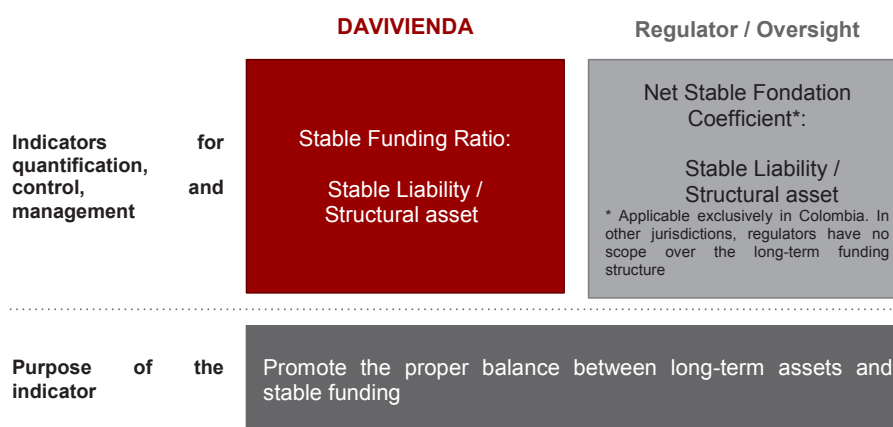 DAVIVIENDA
Regulator / Oversight
Indicators for
quantification,
control, and
management
Stable Funding Ratio:
Stable Liability /
Structural asset
Net Stable Fondation
Coefficient*:
Stable Liability /
Structural asset
* Applicable exclusively in Colombia. In
other jurisdictions, regulators have no
scope over the long-term funding
structure
Purpose of the
indicator
Promote the proper balance between long-term assets and
stable funding